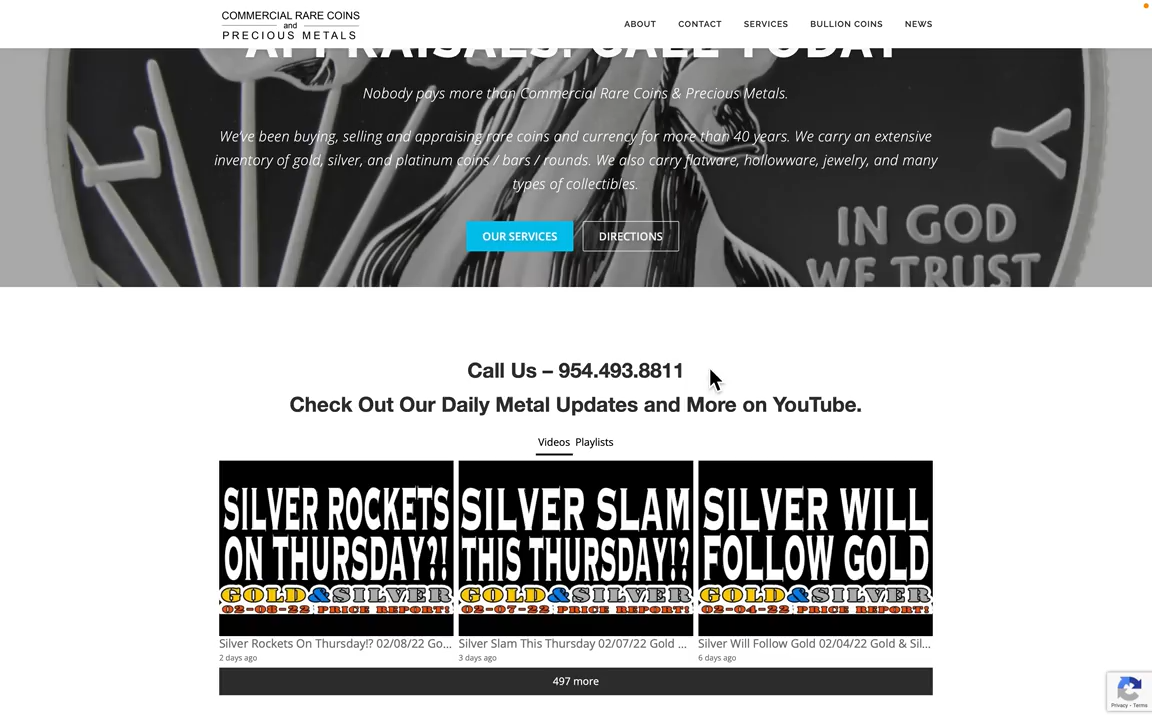 COMMERCIAL RARE COINS
and
PRECIOUS METALS
ABOUT CONTACT SERVICES BULLION COINS NEWS
APPRAISALS! CALL TODAY
Nobody pays more than Commercial Rare Coins & Precious Metals.
We've been buying, selling and appraising rare coins and currency for more than 40 years. We carry an extensive
inventory of gold, silver, and platinum coins / bars / rounds. We also carry flatware, hollowware, jewelry, and many
types of collectibles.
L
Y
IN GOD
WE TRUST
OUR SERVICES DIRECTIONS
Call Us – 954.493.8811
Check Out Our Daily Metal Updates and More on YouTube.
Videos Playlists
SILVER ROCKETS
ON THURSDAY?!
GOLD&SILVER
02-08-22 PRICE REPORT!
SILVER SLAM
THIS THURSDAY!?
GOLD&SILVER
02-07-22 PRICE REPORT!
SILVER WILL
FOLLOW GOLD
GOLD&SILVER
02-04-22 PRICE REPORT!
Silver Rockets On Thursday!? 02/08/22 Go...
2 days ago
Silver Slam This Thursday 02/07/22 Gold ...
3 days ago
Silver Will Follow Gold 02/04/22 Gold & Sil...
6 days ago
497 more
Privacy - Terms